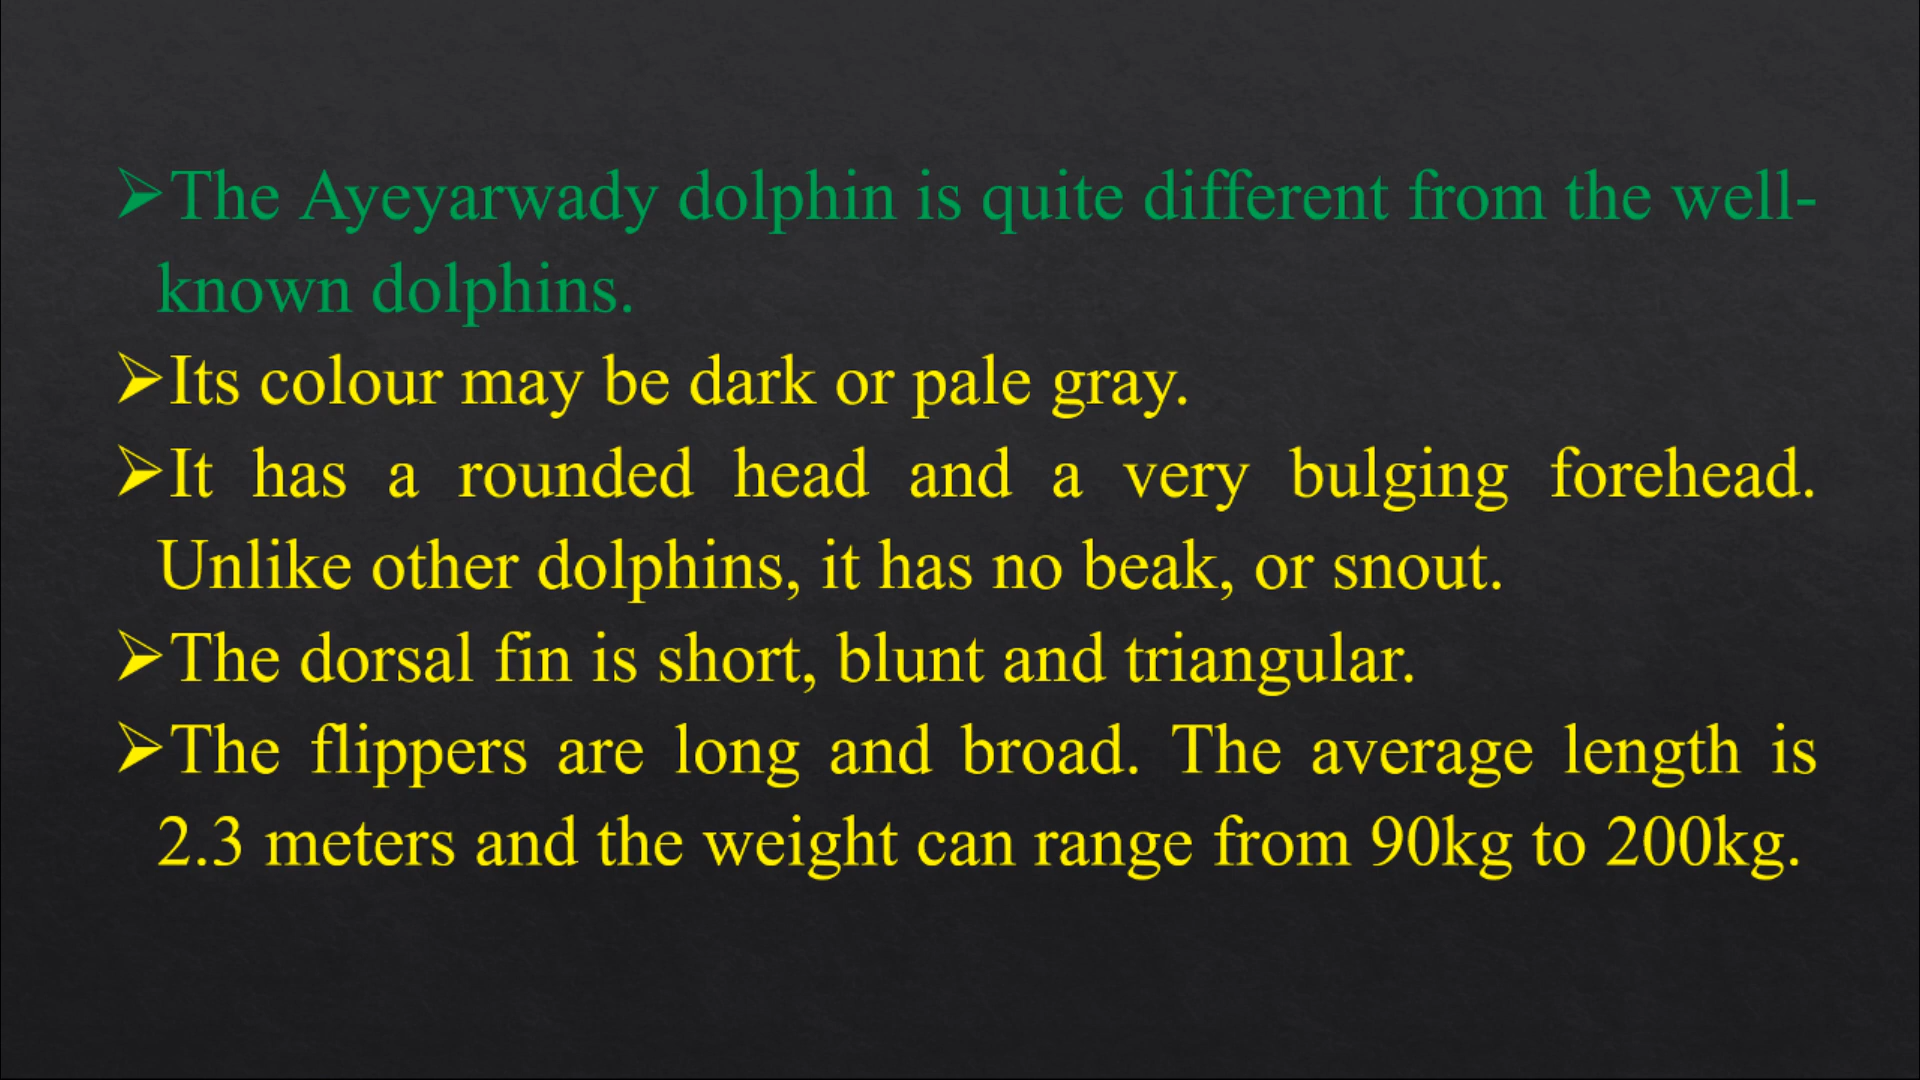 ➢The Ayeyarwady dolphin is quite different from the well-
known dolphins.
➢Its colour may be dark or pale gray.
➢It has a rounded head and a very bulging forehead.
Unlike other dolphins, it has no beak, or snout.
➢The dorsal fin is short, blunt and triangular.
➢The flippers are long and broad. The average length is
2.3 meters and the weight can range from 90kg to 200kg.